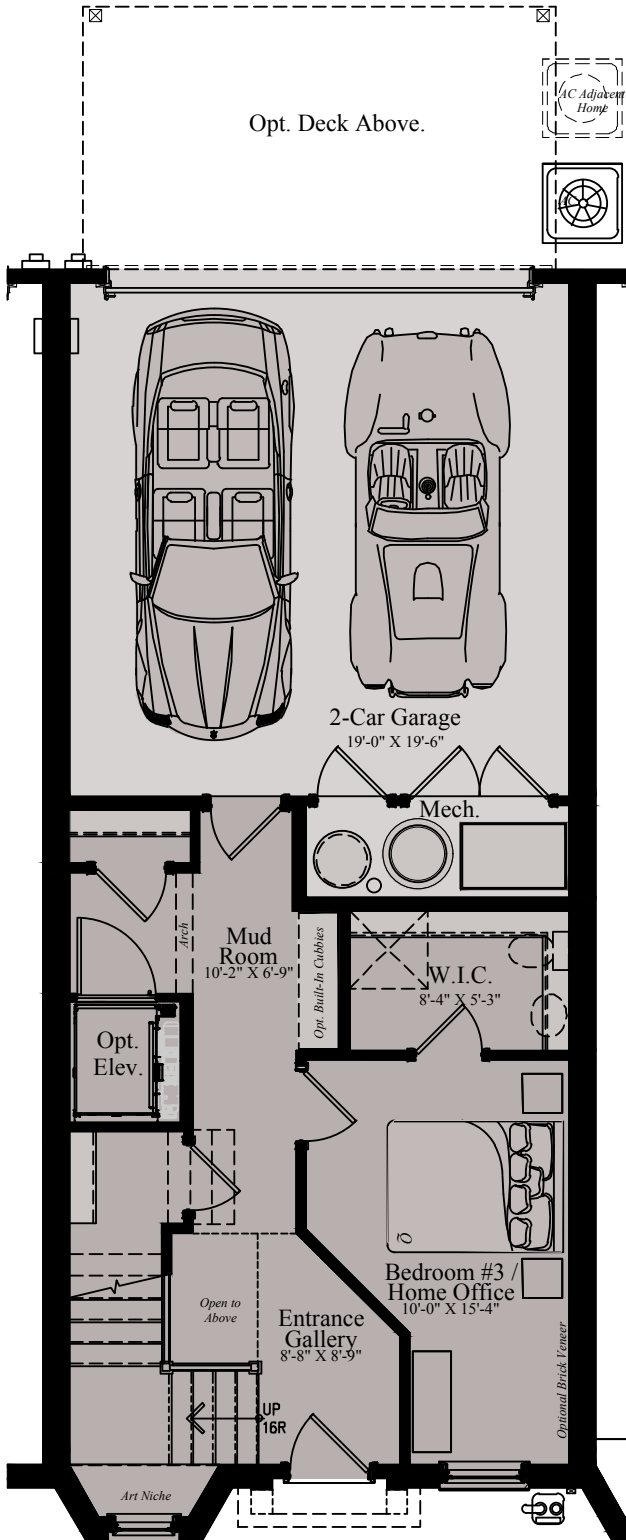 Opt. Deck Above.
AC Adjacent
Home
AC
2-Car Garage
19'-0" X 19'-6"
Mech.
Arch
Mud
Room
10'-2" X 6'-9"
Opt. Built-In Cubbies
W.I.C.
8'-4" X 5'-3"
Opt.
Elev.
Bedroom #3 /
Home Office
10'-0" X 15'-4"
Open to
Above
Entrance
Gallery
8'-8" X 8'-9"
Optional Brick Veneer
UP
16R
Art Niche